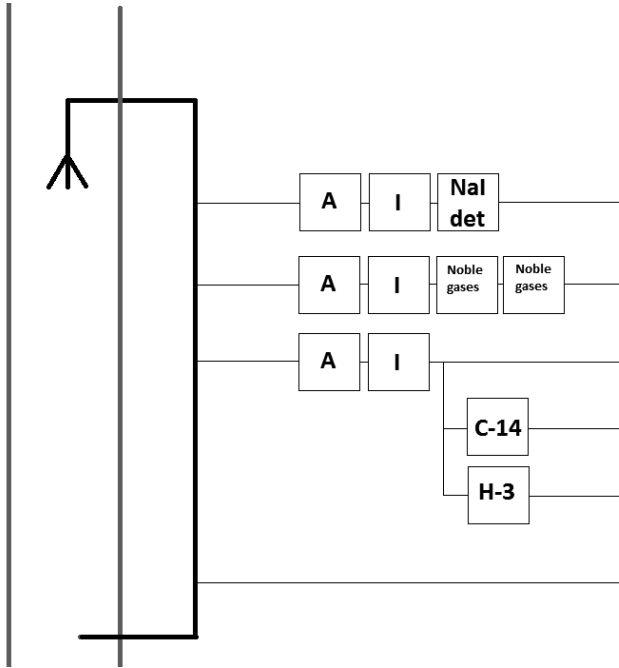 A
I
NaI
det
A
I
Noble
gases
Noble
gases
A
I
C-14
H-3